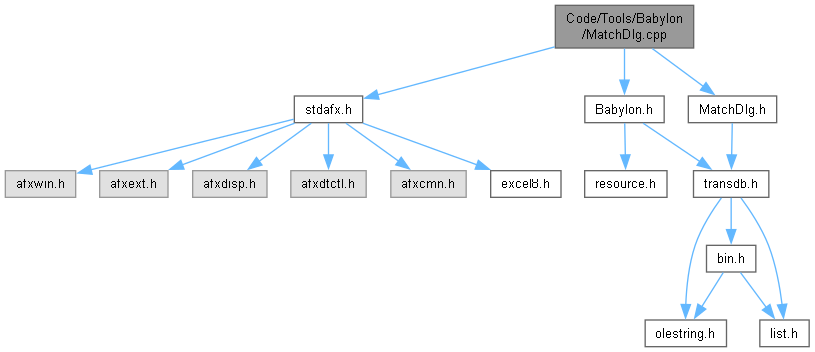 Code/Tools/Babylon
/MatchDlg.cpp
stdafx.h
Babylon.h
MatchDlg.h
afxwin.h
afxext.h
afxdisp.h
afxdtctl.h
afxcmn.h
excel8.h
resource.h
transdb.h
bin.h
olestring.h
list.h